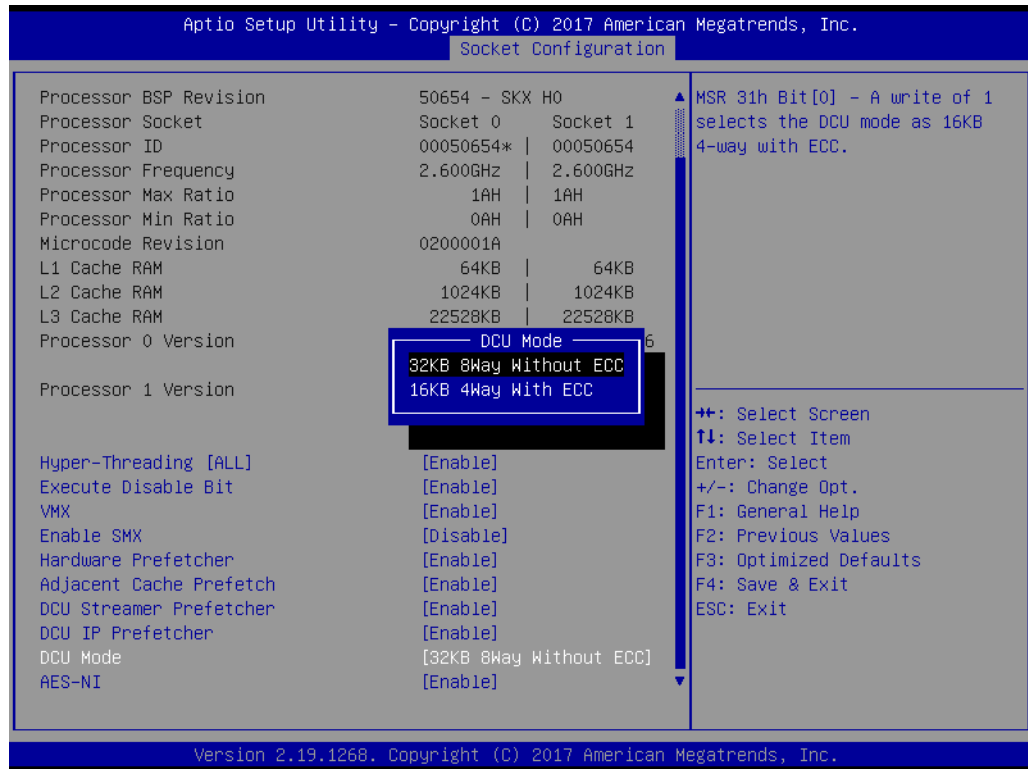 Aptio Setup Utility – Copyright (C) 2017 American Megatrends, Inc.
Socket Configuration
Processor BSP Revision 50654 – SKX H0
Processor Socket Socket 0 Socket 1
Processor ID 00050654* | 00050654
Processor Frequency 2.600GHz | 2.600GHz
Processor Max Ratio 1AH | 1AH
Processor Min Ratio 0AH | 0AH
Microcode Revision 0200001A
L1 Cache RAM 64KB | 64KB
L2 Cache RAM 1024KB | 1024KB
L3 Cache RAM 22528KB | 22528KB
Processor 0 Version 6
Processor 1 Version
DCU Mode
32KB 8Way Without ECC
16KB 4Way With ECC
Hyper-Threading [ALL] [Enable]
Execute Disable Bit [Enable]
VMX [Enable]
Enable SMX [Disable]
Hardware Prefetcher [Enable]
Adjacent Cache Prefetch [Enable]
DCU Streamer Prefetcher [Enable]
DCU IP Prefetcher [Enable]
DCU Mode [32KB 8Way Without ECC]
AES-NI [Enable]
MSR 31h Bit[0] – A write of 1
selects the DCU mode as 16KB
4-way with ECC.
→←: Select Screen
↑↓: Select Item
Enter: Select
+/-: Change Opt.
F1: General Help
F2: Previous Values
F3: Optimized Defaults
F4: Save & Exit
ESC: Exit
Version 2.19.1268. Copyright (C) 2017 American Megatrends, Inc.